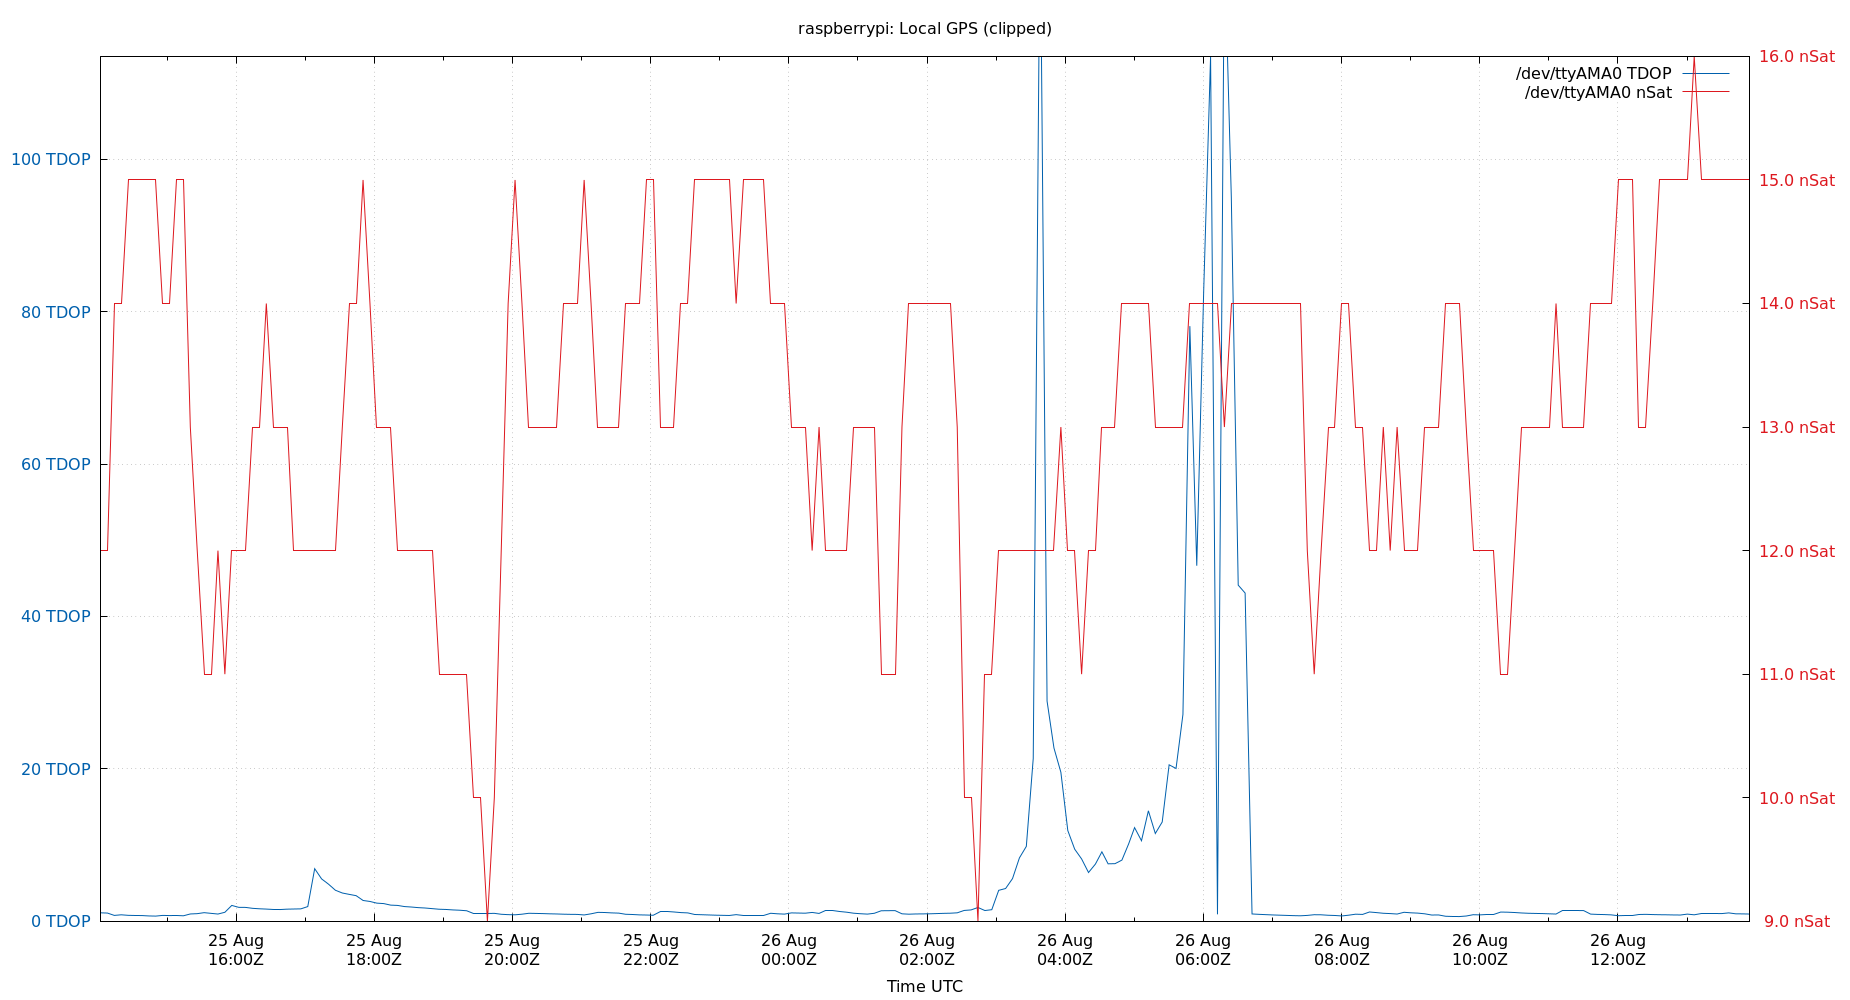 raspberrypi: Local GPS (clipped)
/dev/ttyAMA0 TDOP
/dev/ttyAMA0 nSat
100 TDOP
80 TDOP
60 TDOP
40 TDOP
20 TDOP
0 TDOP
16.0 nSat
15.0 nSat
14.0 nSat
13.0 nSat
12.0 nSat
11.0 nSat
10.0 nSat
9.0 nSat
25 Aug
16:00Z
25 Aug
18:00Z
25 Aug
20:00Z
25 Aug
22:00Z
26 Aug
00:00Z
26 Aug
02:00Z
26 Aug
04:00Z
26 Aug
06:00Z
26 Aug
08:00Z
26 Aug
10:00Z
26 Aug
12:00Z
Time UTC